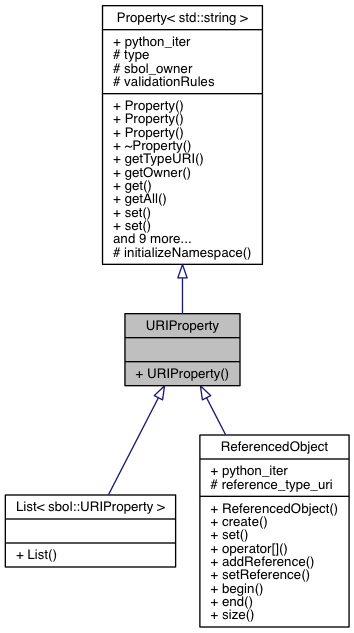 Property< std::string >
+ python_iter
# type
# sbol_owner
# validationRules
+ Property()
+ Property()
+ Property()
+ ~Property()
+ getTypeURI()
+ getOwner()
+ get()
+ getAll()
+ set()
+ set()
and 9 more...
# initializeNamespace()
URIProperty
+ URIProperty()
List< sbol::URIProperty >
+ List()
ReferencedObject
+ python_iter
# reference_type_uri
+ ReferencedObject()
+ create()
+ set()
+ operator[]()
+ addReference()
+ setReference()
+ begin()
+ end()
+ size()